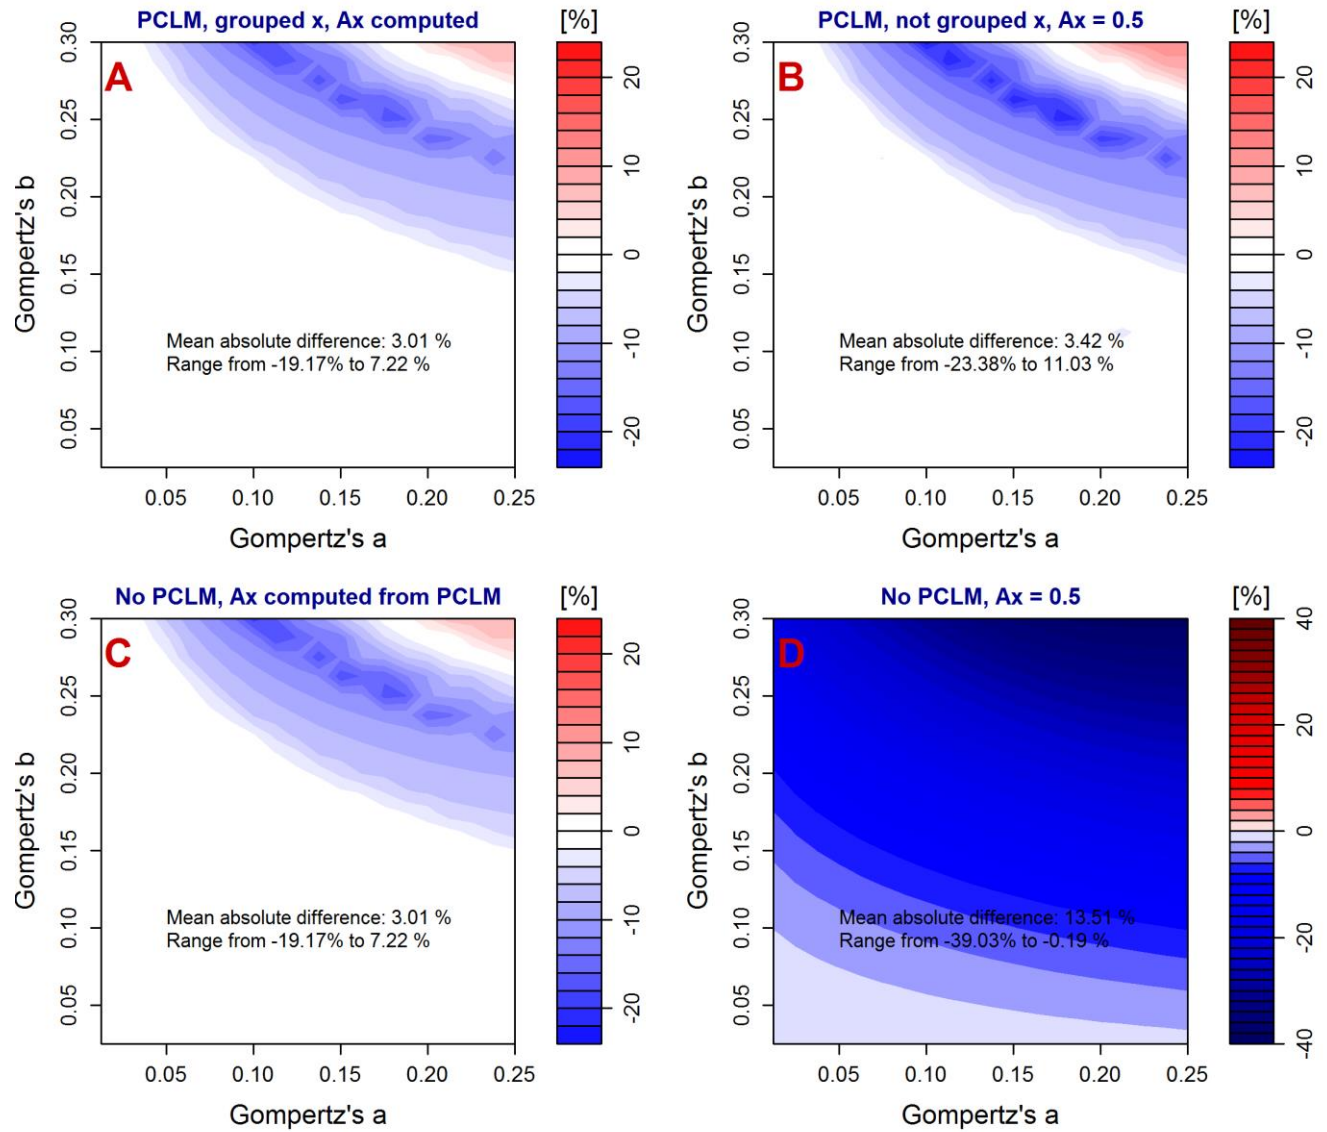 PCLM, grouped x, Ax computed
[%]
A
Gompertz's b
0.30
0.25
0.20
0.15
0.10
0.05
Mean absolute difference: 3.01 %
Range from -19.17% to 7.22 %
0.05 0.10 0.15 0.20 0.25
Gompertz's a
20
10
0
-10
-20
PCLM, not grouped x, Ax = 0.5
[%]
B
Gompertz's b
0.30
0.25
0.20
0.15
0.10
0.05
Mean absolute difference: 3.42 %
Range from -23.38% to 11.03 %
0.05 0.10 0.15 0.20 0.25
Gompertz's a
20
10
0
-10
-20
No PCLM, Ax computed from PCLM
[%]
C
Gompertz's b
0.30
0.25
0.20
0.15
0.10
0.05
Mean absolute difference: 3.01 %
Range from -19.17% to 7.22 %
0.05 0.10 0.15 0.20 0.25
Gompertz's a
20
10
0
-10
-20
No PCLM, Ax = 0.5
[%]
D
Gompertz's b
0.30
0.25
0.20
0.15
0.10
0.05
Mean absolute difference: 13.51 %
Range from -39.03% to -0.19 %
0.05 0.10 0.15 0.20 0.25
Gompertz's a
40
20
0
-20
-40